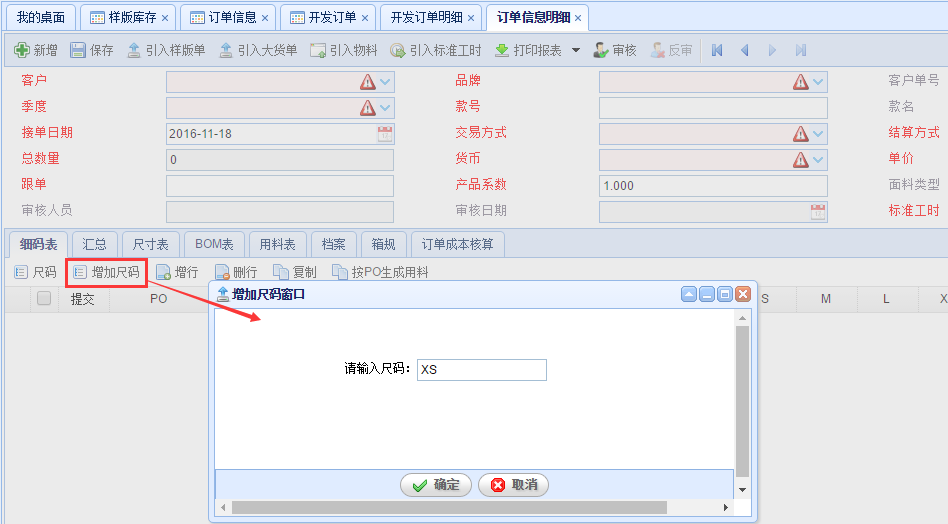 我的桌面 样版库存 订单信息 开发订单 开发订单明细 订单信息明细
新增 保存 引入样版单 引入大货单 引入物料 引入标准工时 打印报表 审核 反审
客户 品牌 客户单号
季度 款号 款名
接单日期 2016-11-18 交易方式 结算方式
总数量 0 货币 单价
跟单 产品系数 1.000 面料类型
审核人员 审核日期 标准工时
细码表 汇总 尺寸表 BOM表 用料表 档案 箱规 订单成本核算
尺码 增加尺码 增行 删行 复制 按PO生成用料
提交 PO S M L X
增加尺码窗口
请输入尺码： XS
确定 取消